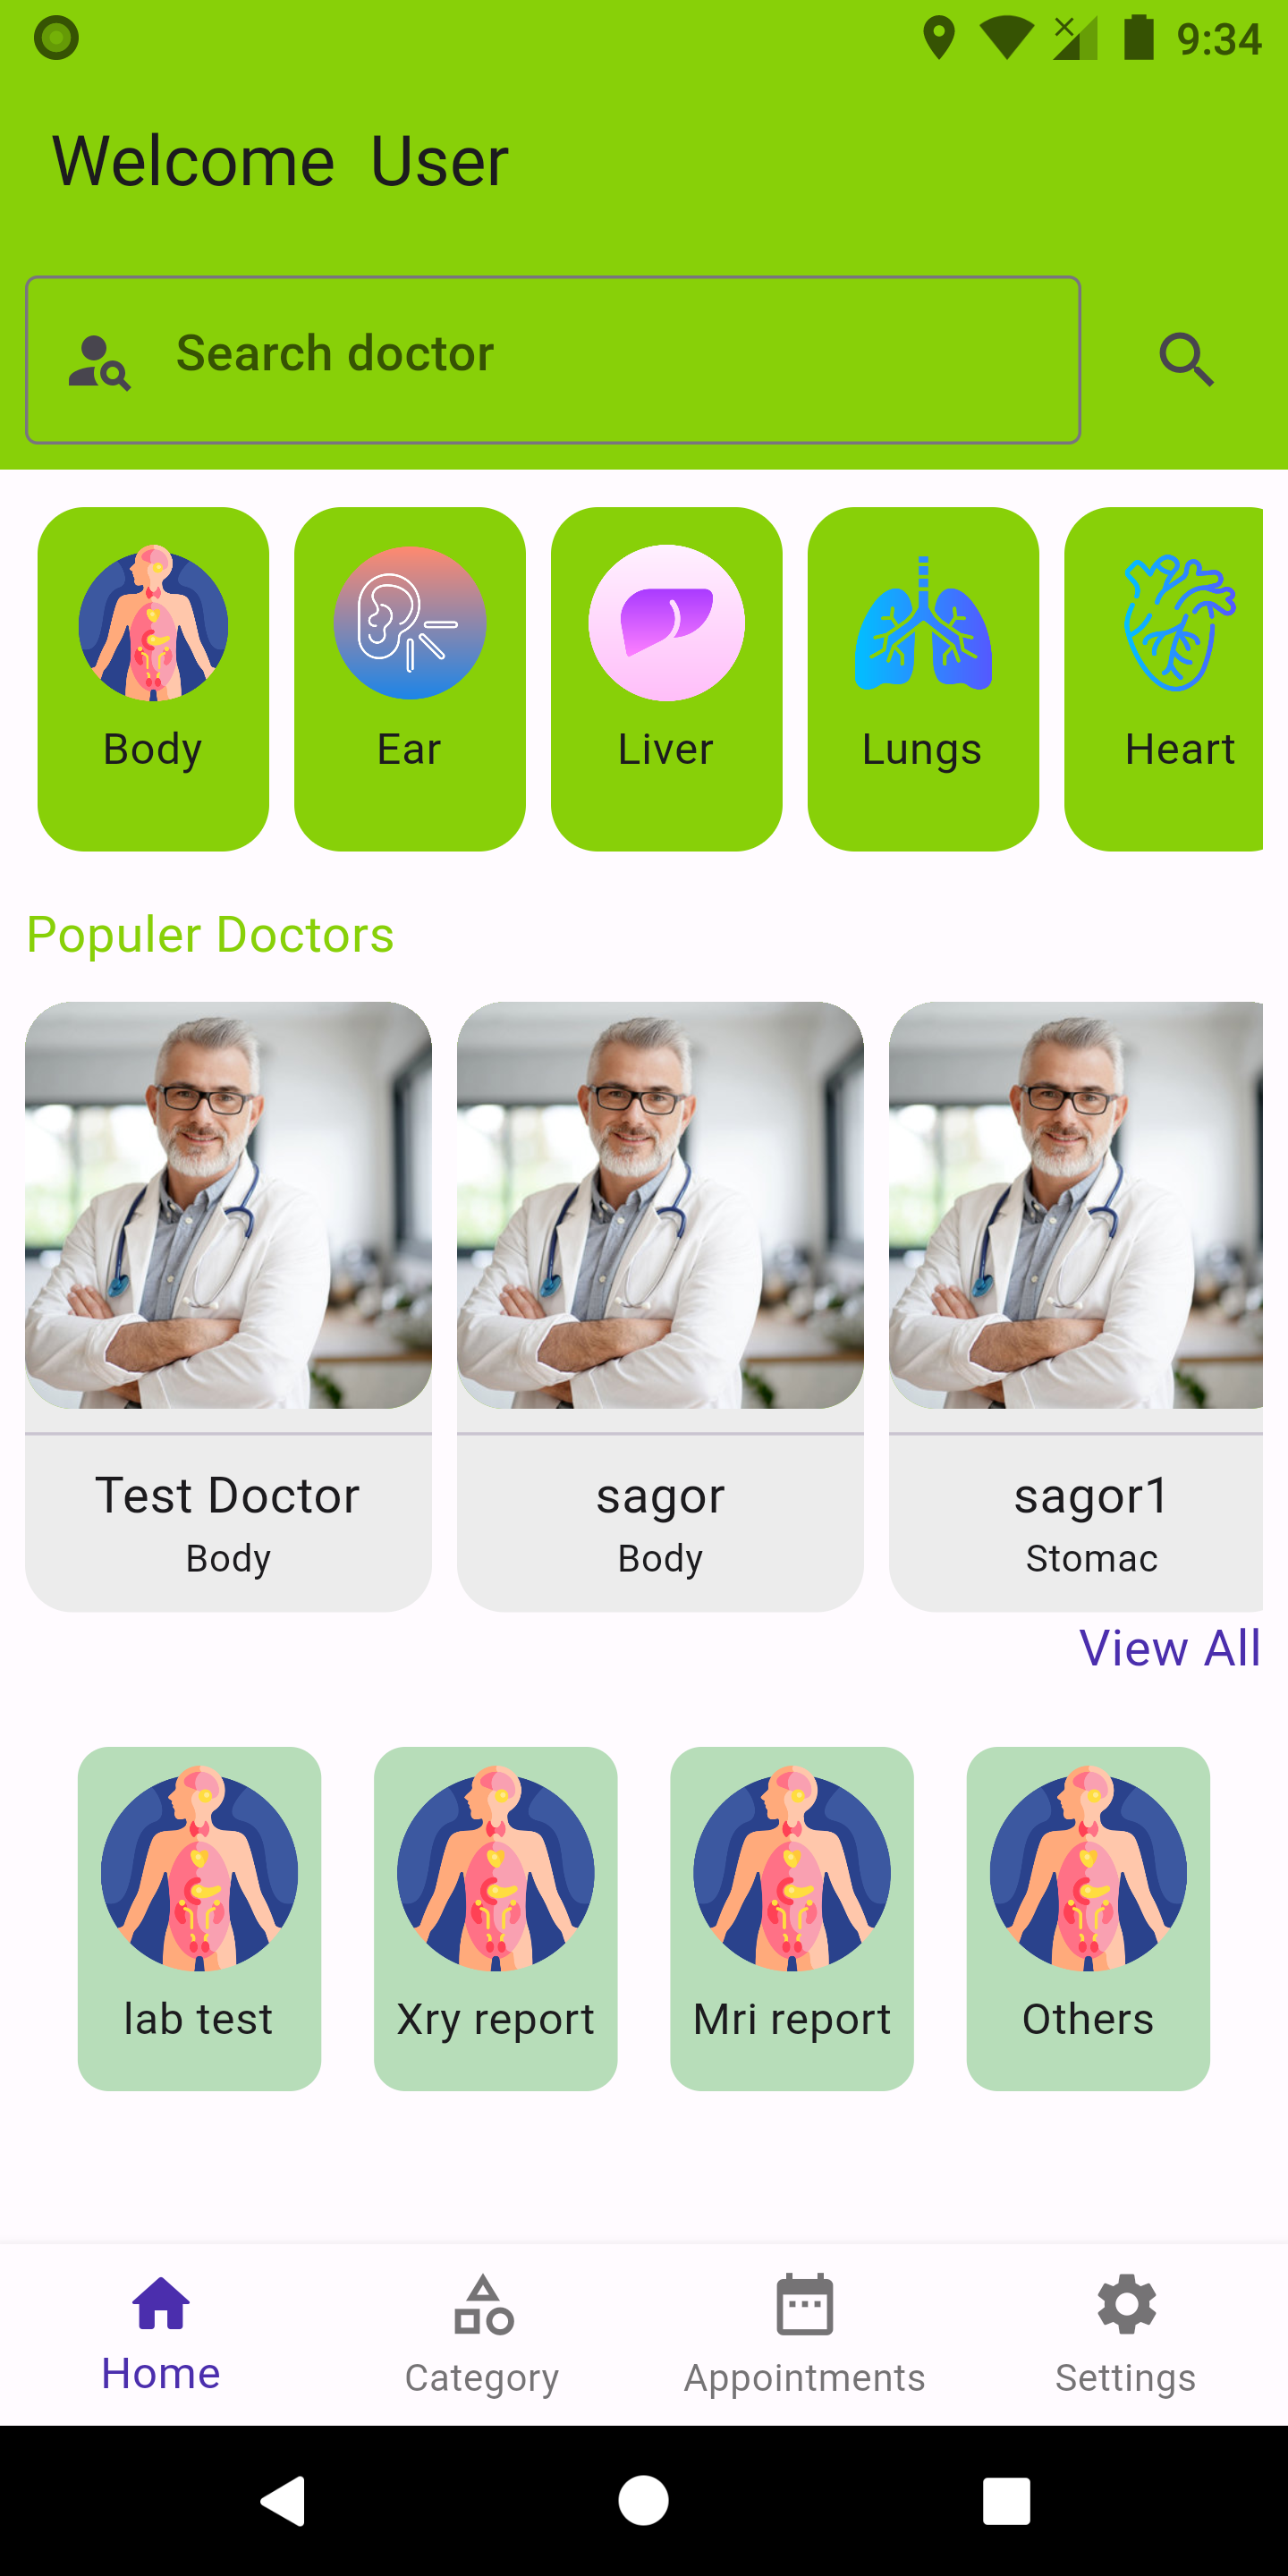 9:34
Welcome User
Search doctor
Body
Ear
Liver
Lungs
Heart
Populer Doctors
Test Doctor
Body
sagor
Body
sagor1
Stomac
View All
lab test
Xry report
Mri report
Others
Home
Category
Appointments
Settings